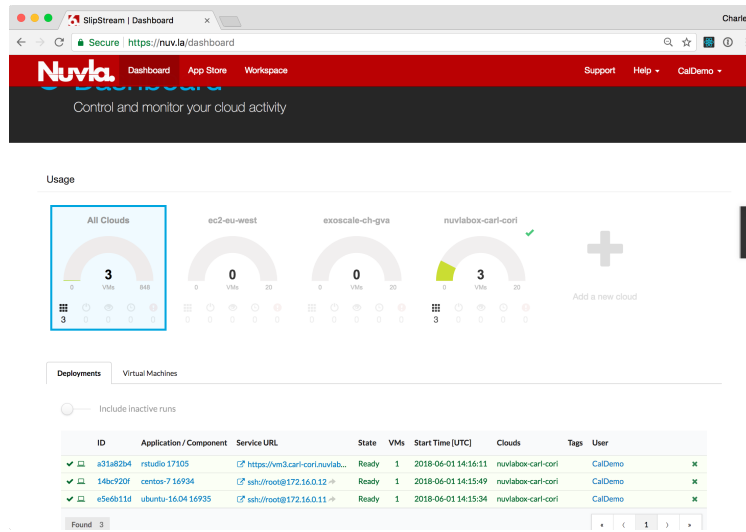 SlipStream | Dashboard
Charle
Secure https://nuv.la/dashboard
Nuvla. Dashboard App Store Workspace Support Help CalDemo
Dashboard
Control and monitor your cloud activity
Usage
All Clouds ec2-eu-west exoscale-ch-gva nuvlabox-carl-cori
3 0 0 3
0 VMs 848 0 VMs 20 0 VMs 20 0 VMs 20
Add a new cloud
3 0 0 0 0 0 0 0 0 0 0 0 0 0 0 3 0 0 0 0
Deployments Virtual Machines
Include inactive runs
ID Application / Component Service URL State VMs Start Time [UTC] Clouds Tags User
a31a82b4 rstudio 17105 https://vm3.carl-cori.nuvlab... Ready 1 2018-06-01 14:16:11 nuvlabox-carl-cori CalDemo
14bc920f centos-7 16934 ssh://root@172.16.0.12 Ready 1 2018-06-01 14:15:49 nuvlabox-carl-cori CalDemo
e5e6b11d ubuntu-16.04 16935 ssh://root@172.16.0.11 Ready 1 2018-06-01 14:15:34 nuvlabox-carl-cori CalDemo
Found 3
« ⟨ 1 ⟩ »